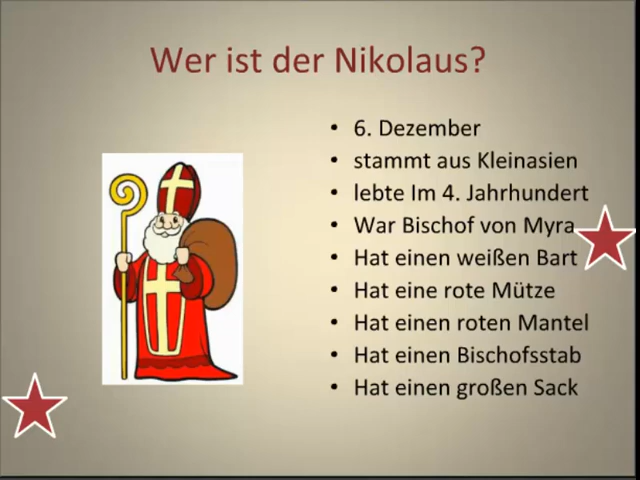 Wer ist der Nikolaus?
• 6. Dezember
• stammt aus Kleinasien
• lebte Im 4. Jahrhundert
• War Bischof von Myra
• Hat einen weißen Bart
• Hat eine rote Mütze
• Hat einen roten Mantel
• Hat einen Bischofsstab
• Hat einen großen Sack